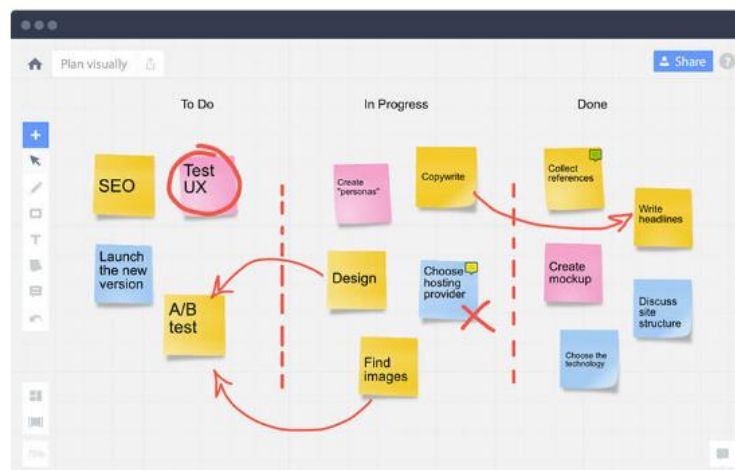 Plan visually
Share
?
To Do
In Progress
Done
SEO
Test
UX
Launch
the new
version
A/B
test
Create
"personas"
Copywrite
Design
Choose
hosting
provider
Find
images
Collect
references
Write
headlines
Create
mockup
Discuss
site
structure
Choose the
technology
T
70%